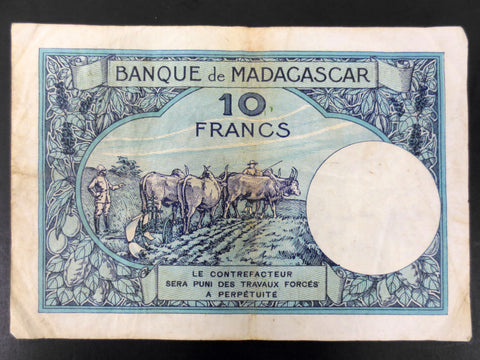 BANQUE de MADAGASCAR
10
FRANCS
LE CONTREFACTEUR
SERA PUNI DES TRAVAUX FORCÉS
A PERPÉTUITÉ